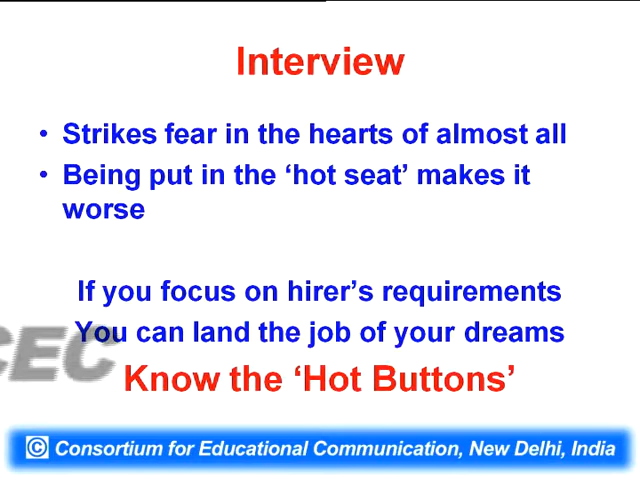 Interview
• Strikes fear in the hearts of almost all
• Being put in the ‘hot seat’ makes it
worse
If you focus on hirer’s requirements
You can land the job of your dreams
CEC
Know the ‘Hot Buttons’
© Consortium for Educational Communication, New Delhi, India